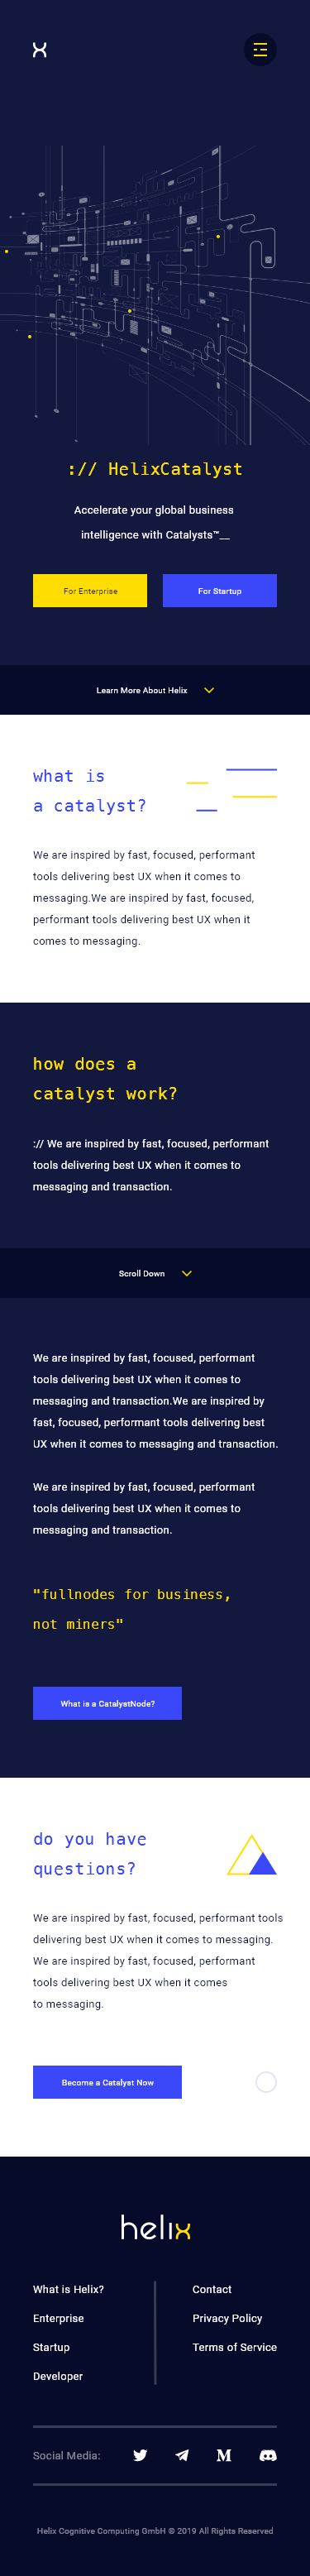 :// HelixCatalyst
Accelerate your global business
intelligence with Catalysts™__
For Enterprise
For Startup
Learn More About Helix
what is
a catalyst?
We are inspired by fast, focused, performant
tools delivering best UX when it comes to
messaging.We are inspired by fast, focused,
performant tools delivering best UX when it
comes to messaging.
how does a
catalyst work?
:// We are inspired by fast, focused, performant
tools delivering best UX when it comes to
messaging and transaction.
Scroll Down
We are inspired by fast, focused, performant
tools delivering best UX when it comes to
messaging and transaction.We are inspired by
fast, focused, performant tools delivering best
UX when it comes to messaging and transaction.
We are inspired by fast, focused, performant
tools delivering best UX when it comes to
messaging and transaction.
"fullnodes for business,
not miners"
What is a CatalystNode?
do you have
questions?
We are inspired by fast, focused, performant tools
delivering best UX when it comes to messaging.
We are inspired by fast, focused, performant
tools delivering best UX when it comes
to messaging.
Become a Catalyst Now
helix
What is Helix?
Enterprise
Startup
Developer
Contact
Privacy Policy
Terms of Service
Social Media:
Helix Cognitive Computing GmbH © 2019 All Rights Reserved